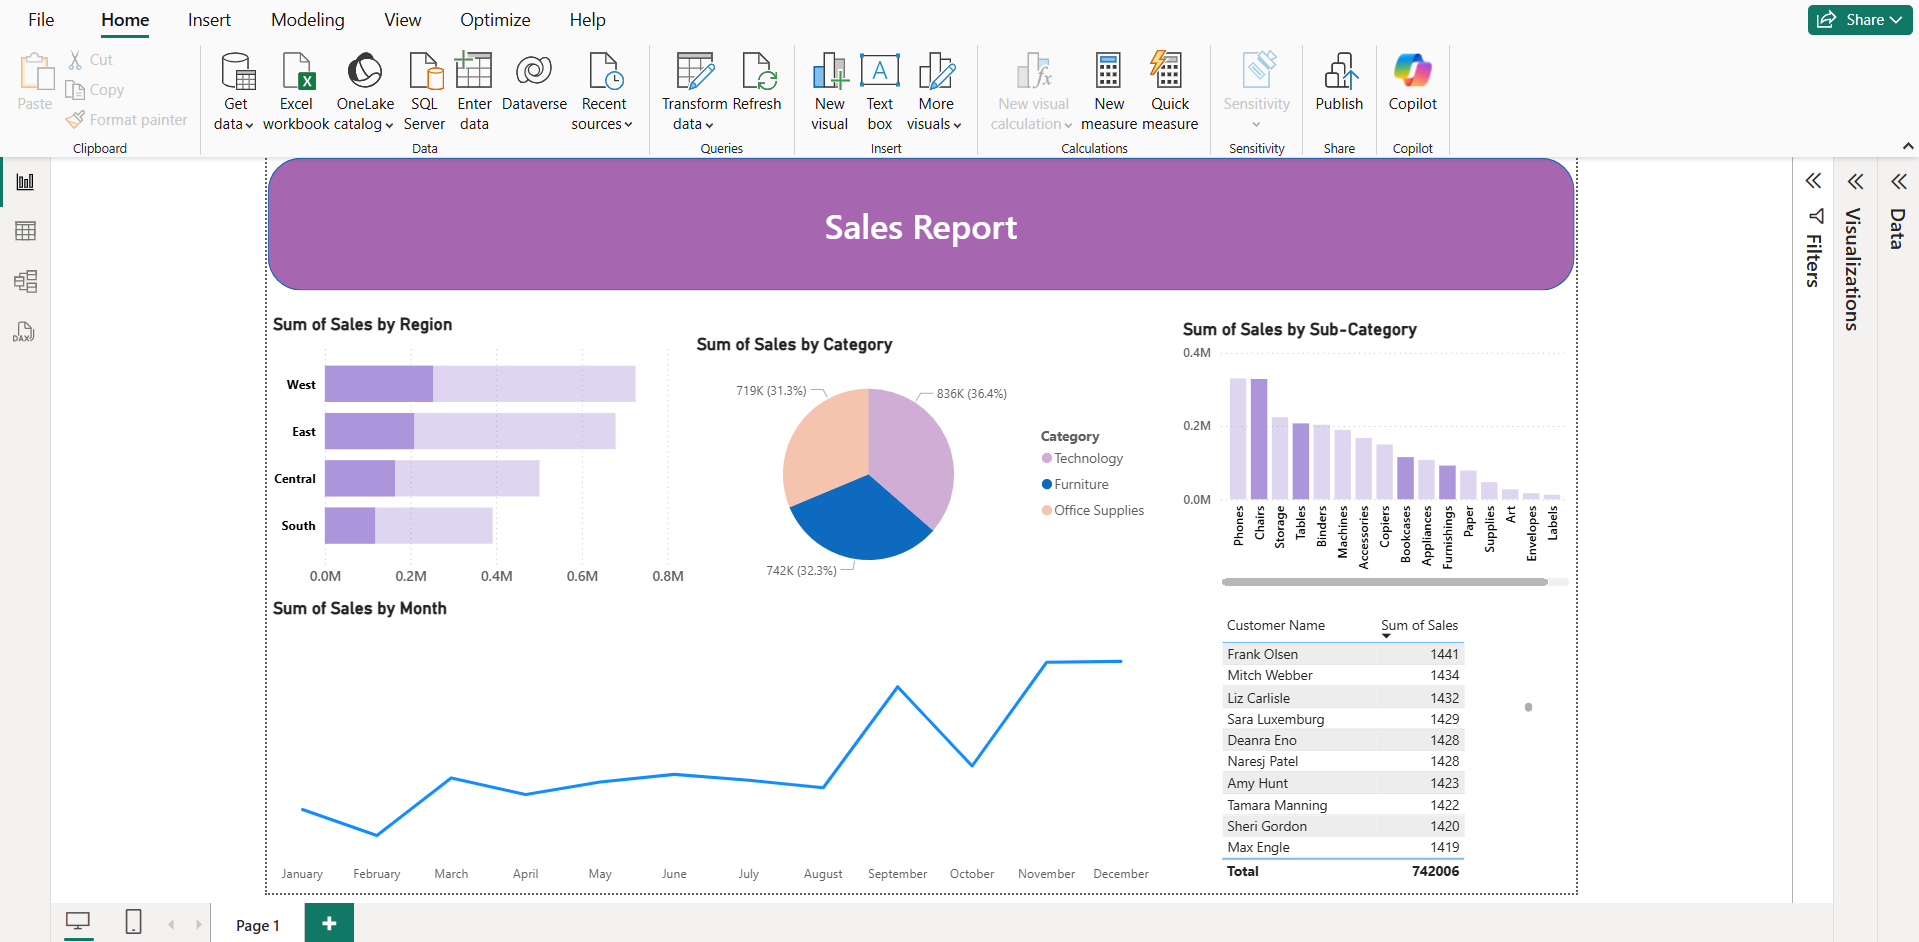 File Home Insert Modeling View Optimize Help Share
Paste
Cut
Copy
Format painter
Clipboard
Get data
Excel workbook
OneLake catalog
SQL Server
Enter data
Dataverse
Recent sources
Data
Transform data
Refresh
Queries
New visual
Text box
More visuals
Insert
New visual calculation
New measure
Quick measure
Calculations
Sensitivity
Sensitivity
Publish
Share
Copilot
Copilot
DAX
Sales Report
Sum of Sales by Region
West
East
Central
South
0.0M 0.2M 0.4M 0.6M 0.8M
Sum of Sales by Category
719K (31.3%)
836K (36.4%)
742K (32.3%)
Category
Technology
Furniture
Office Supplies
Sum of Sales by Sub-Category
0.4M
0.2M
0.0M
Phones
Chairs
Storage
Tables
Binders
Machines
Accessories
Copiers
Bookcases
Appliances
Furnishings
Paper
Supplies
Art
Envelopes
Labels
Sum of Sales by Month
January February March April May June July August September October November December
Customer Name Sum of Sales
Frank Olsen 1441
Mitch Webber 1434
Liz Carlisle 1432
Sara Luxemburg 1429
Deanra Eno 1428
Naresj Patel 1428
Amy Hunt 1423
Tamara Manning 1422
Sheri Gordon 1420
Max Engle 1419
Total 742006
Filters
Visualizations
Data
Page 1